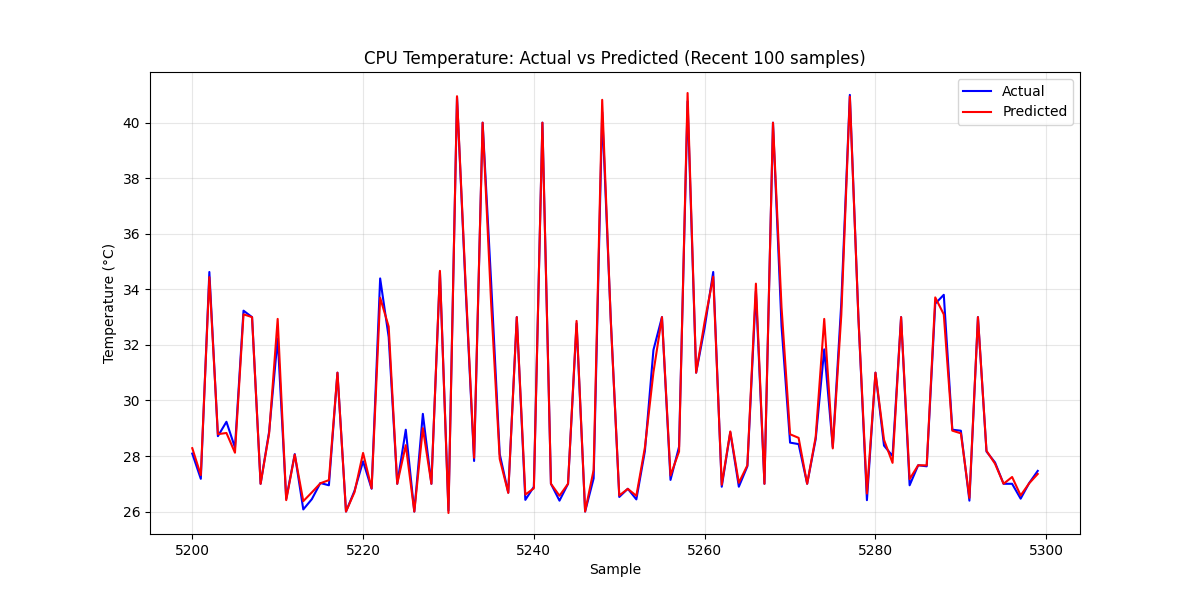 CPU Temperature: Actual vs Predicted (Recent 100 samples)
Actual
Predicted
Temperature (°C)
40
38
36
34
32
30
28
26
5200
5220
5240
5260
5280
5300
Sample